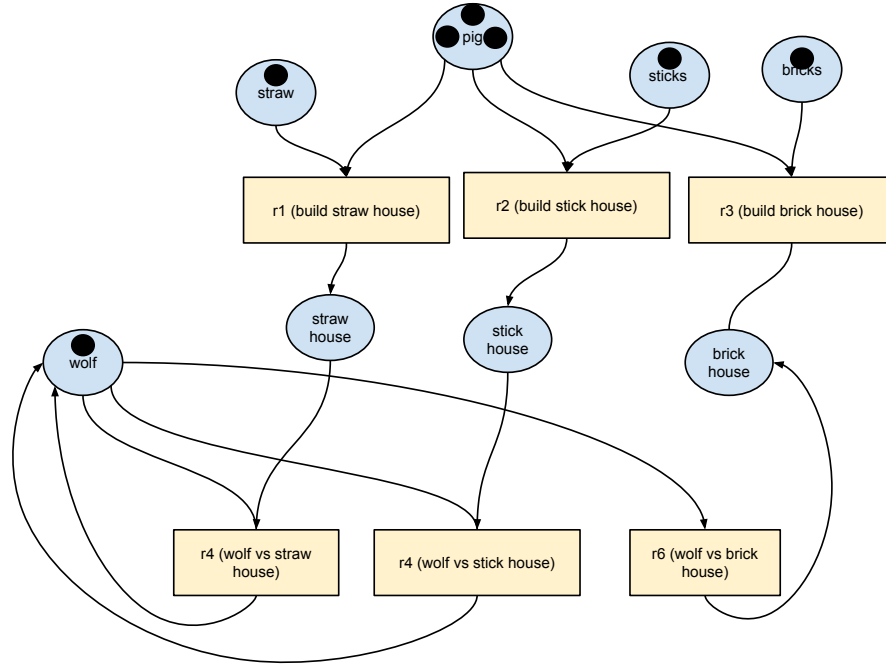 pig
straw
sticks
bricks
r1 (build straw house)
r2 (build stick house)
r3 (build brick house)
straw
house
stick
house
brick
house
wolf
r4 (wolf vs straw
house)
r4 (wolf vs stick house)
r6 (wolf vs brick
house)